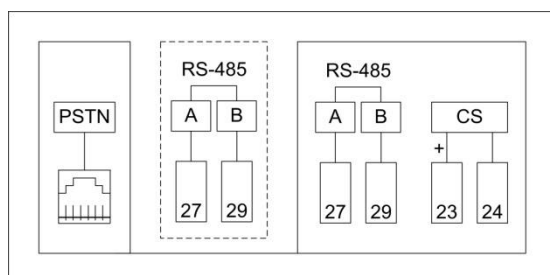 RS-485 RS-485
PSTN A B A B CS
+
27 29 27 29 23 24